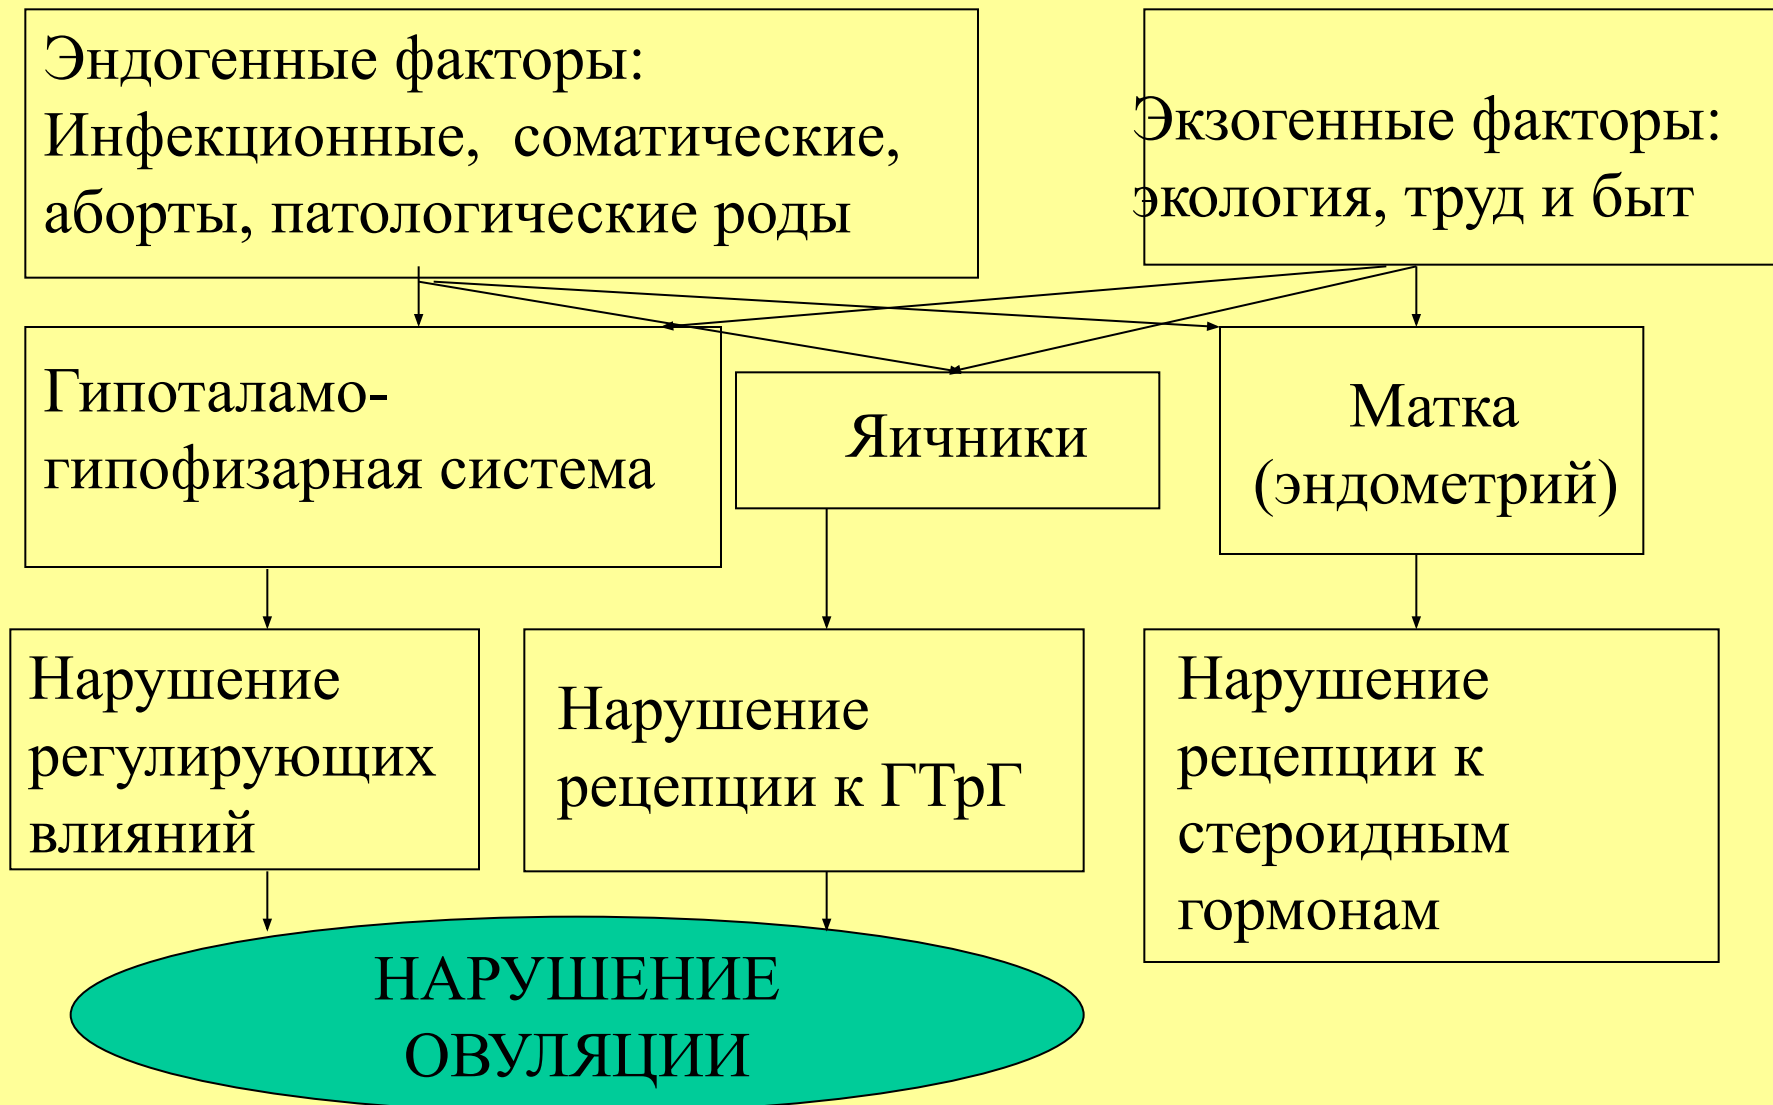 Эндогенные факторы:
Инфекционные, соматические,
аборты, патологические роды
Экзогенные факторы:
экология, труд и быт
Гипоталамо-
гипофизарная система
Яичники
Матка
(эндометрий)
Нарушение
регулирующих
влияний
Нарушение
рецепции к ГТрГ
Нарушение
рецепции к
стероидным
гормонам
НАРУШЕНИЕ
ОВУЛЯЦИИ